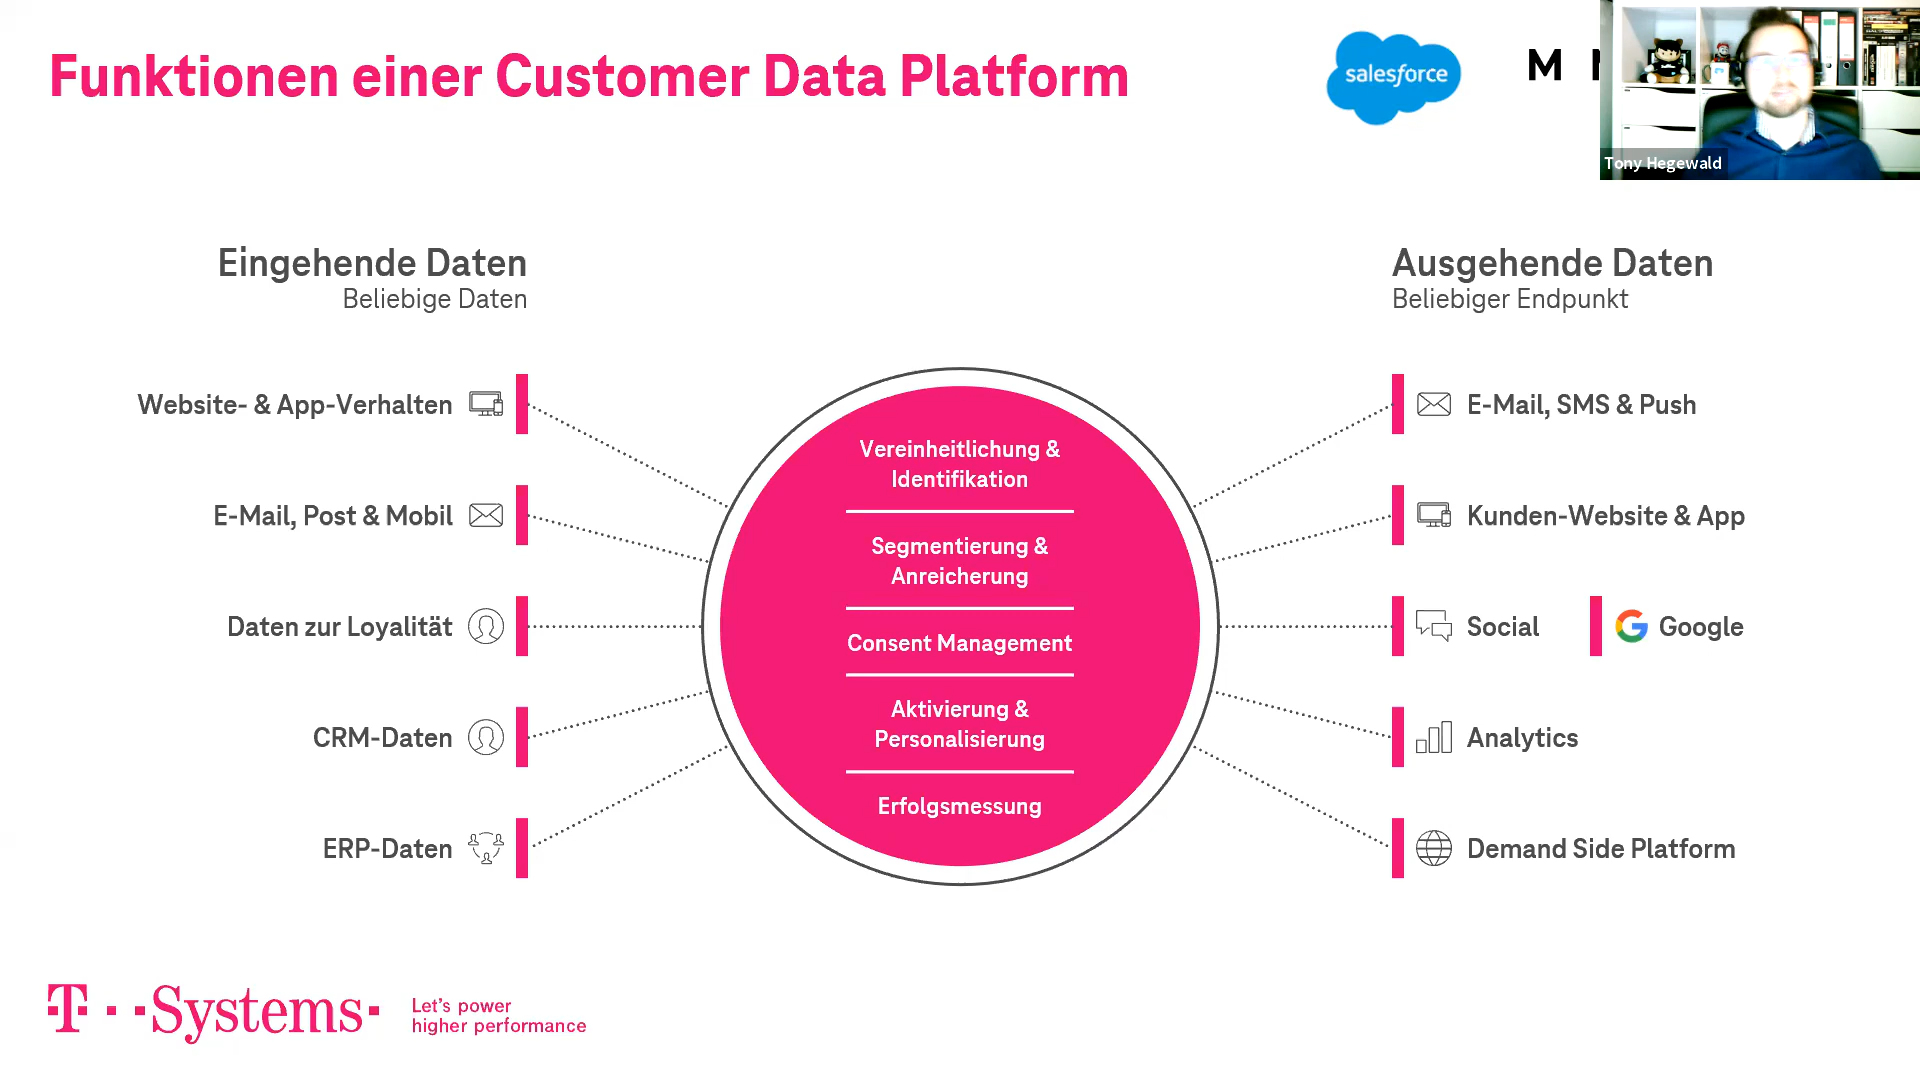 Funktionen einer Customer Data Platform
salesforce
M
Tony Hegewald
Eingehende Daten
Beliebige Daten
Website- & App-Verhalten
E-Mail, Post & Mobil
Daten zur Loyalität
CRM-Daten
ERP-Daten
Vereinheitlichung &
Identifikation
Segmentierung &
Anreicherung
Consent Management
Aktivierung &
Personalisierung
Erfolgsmessung
Ausgehende Daten
Beliebiger Endpunkt
E-Mail, SMS & Push
Kunden-Website & App
Social
Google
Analytics
Demand Side Platform
T··Systems·
Let's power
higher performance